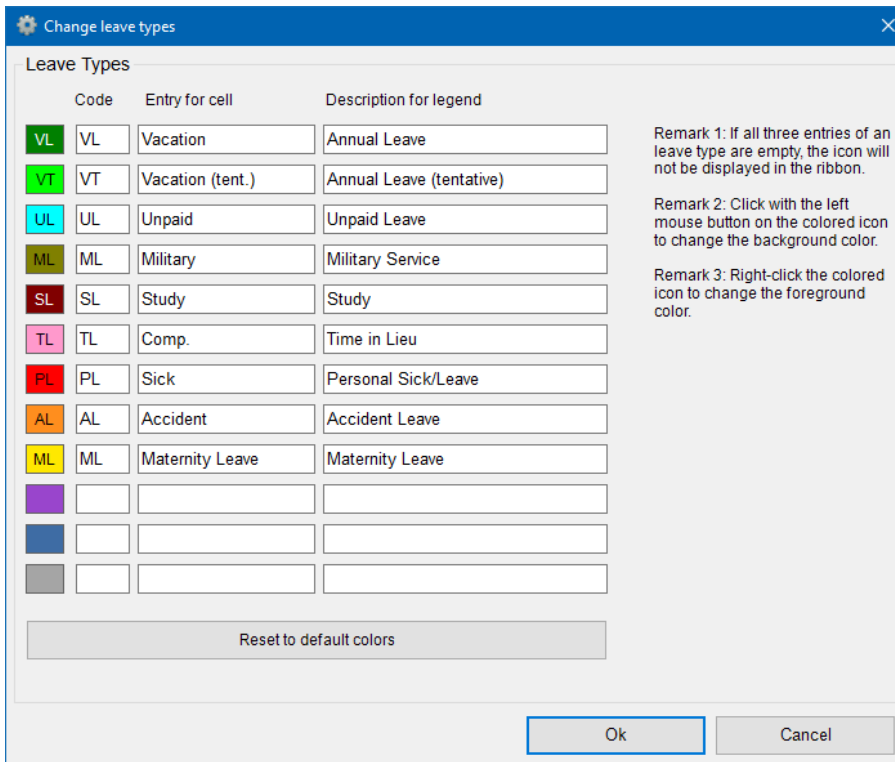 Change leave types
Leave Types
Code Entry for cell Description for legend
VL VL Vacation Annual Leave
VT VT Vacation (tent.) Annual Leave (tentative)
UL UL Unpaid Unpaid Leave
ML ML Military Military Service
SL SL Study Study
TL TL Comp. Time in Lieu
PL PL Sick Personal Sick/Leave
AL AL Accident Accident Leave
ML ML Maternity Leave Maternity Leave
Remark 1: If all three entries of an
leave type are empty, the icon will
not be displayed in the ribbon.
Remark 2: Click with the left
mouse button on the colored icon
to change the background color.
Remark 3: Right-click the colored
icon to change the foreground
color.
Reset to default colors
Ok Cancel